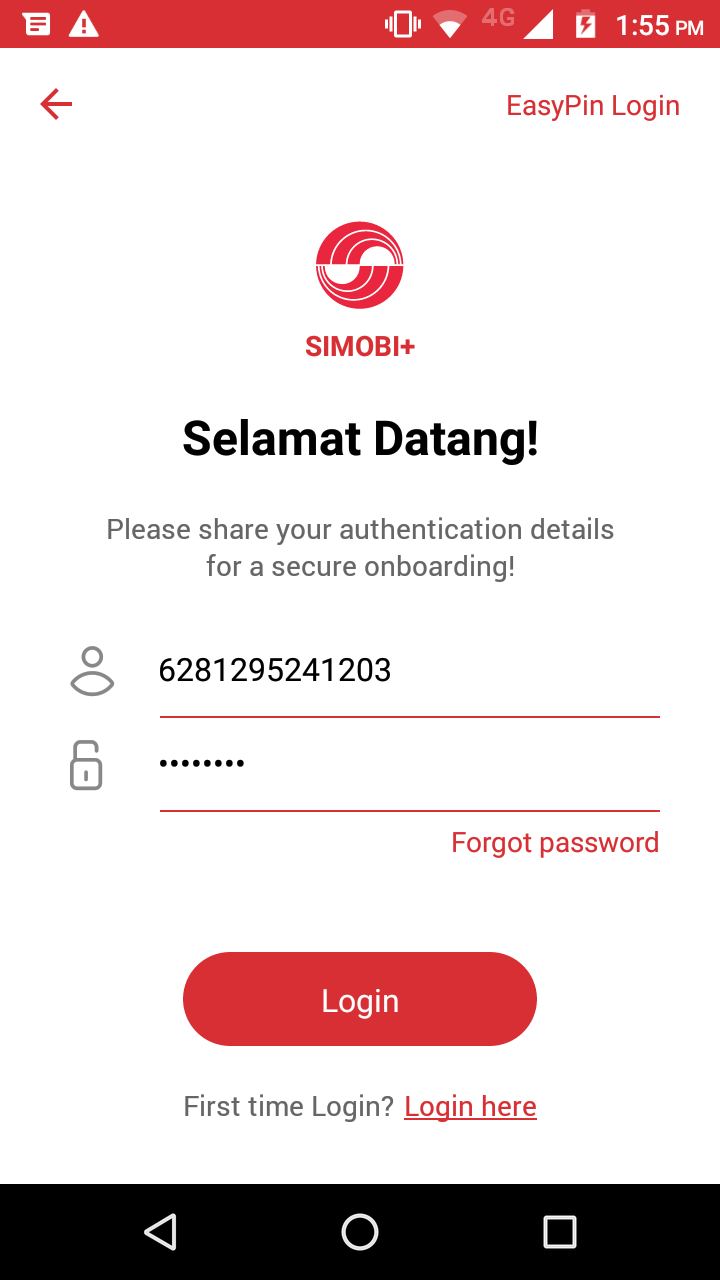 4G 1:55 PM
EasyPin Login
SIMOBI+
Selamat Datang!
Please share your authentication details
for a secure onboarding!
6281295241203
••••••••
Forgot password
Login
First time Login? Login here